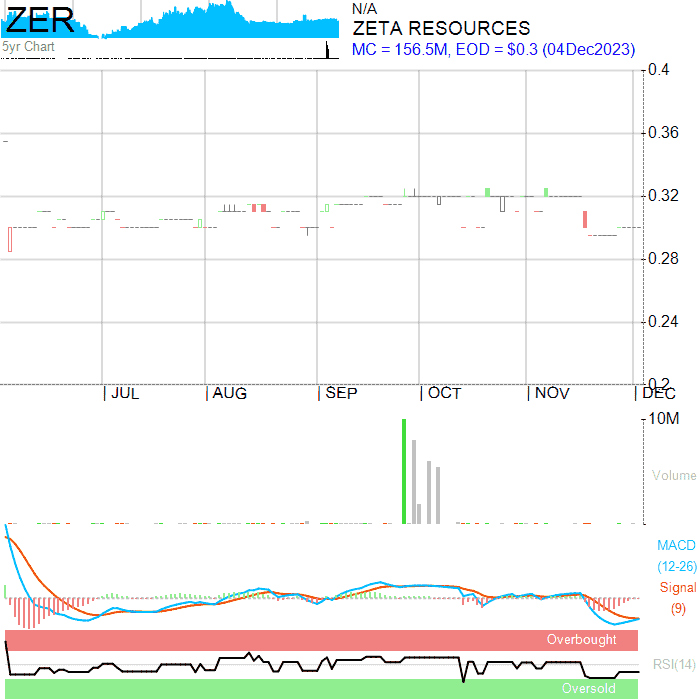 ZER
5yr Chart
N/A
ZETA RESOURCES
MC = 156.5M, EOD = $0.3 (04Dec2023)
0.4
0.36
0.32
0.28
0.24
0.2
JUL
AUG
SEP
OCT
NOV
DEC
10M
Volume
MACD
(12-26)
Signal
(9)
Overbought
RSI(14)
Oversold